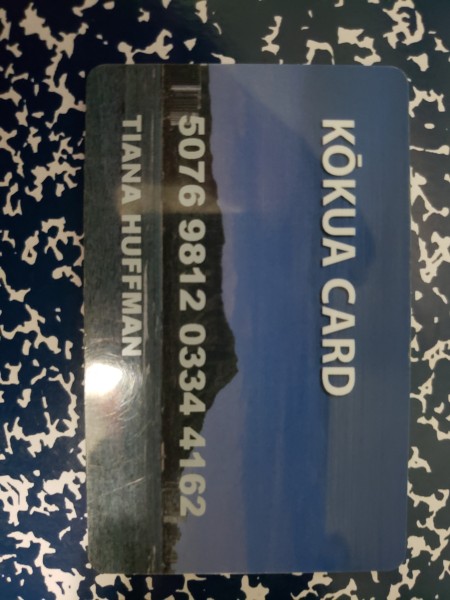 KŌKUA CARD
5076 9812 0334 4162
TIANA HUFFMAN